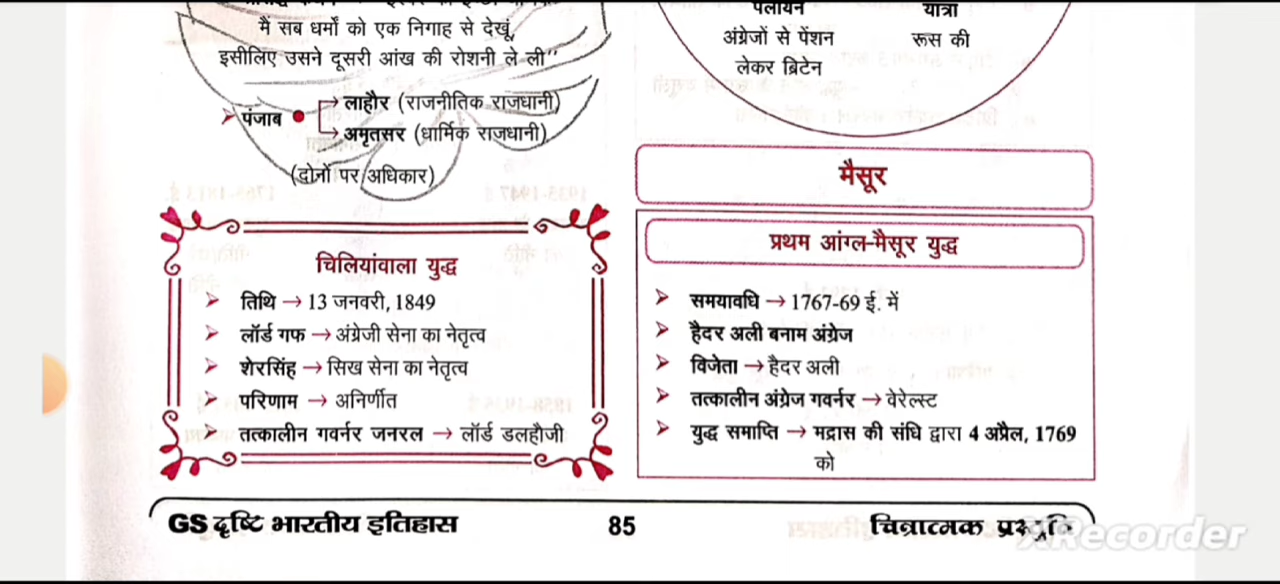 मैं सब धर्मों को एक निगाह से देखूं,
इसीलिए उसने दूसरी आंख की रोशनी ले ली"
पंजाब
लाहौर (राजनीतिक राजधानी)
अमृतसर (धार्मिक राजधानी)
(दोनों पर अधिकार)
चिलियांवाला युद्ध
तिथि → 13 जनवरी, 1849
लॉर्ड गफ → अंग्रेजी सेना का नेतृत्व
शेरसिंह → सिख सेना का नेतृत्व
परिणाम → अनिर्णीत
तत्कालीन गवर्नर जनरल → लॉर्ड डलहौजी
पलायन
अंग्रेजों से पेंशन
लेकर ब्रिटेन
यात्रा
रूस की
मैसूर
प्रथम आंग्ल-मैसूर युद्ध
समयावधि → 1767-69 ई. में
हैदर अली बनाम अंग्रेज
विजेता → हैदर अली
तत्कालीन अंग्रेज गवर्नर → वेरेल्स्ट
युद्ध समाप्ति → मद्रास की संधि द्वारा 4 अप्रैल, 1769
को
GS दृष्टि भारतीय इतिहास
85
चित्रात्मक प्रस्तुति
XRecorder